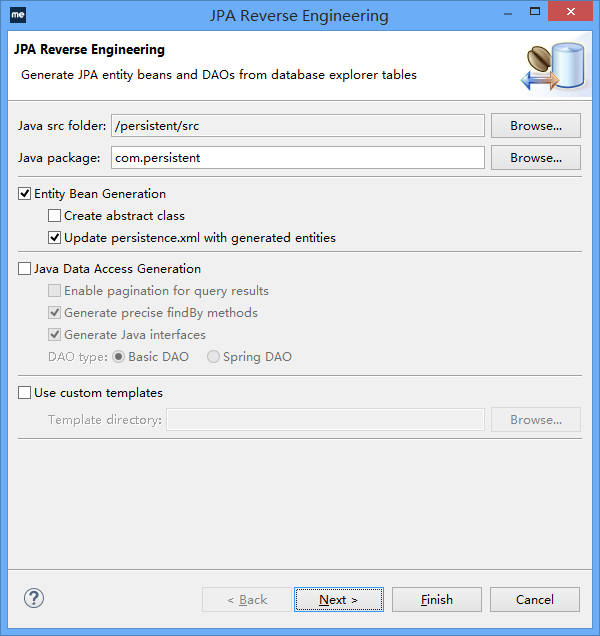 me
JPA Reverse Engineering
JPA Reverse Engineering
Generate JPA entity beans and DAOs from database explorer tables
Java src folder: /persistent/src Browse...
Java package: com.persistent Browse...
Entity Bean Generation
Create abstract class
Update persistence.xml with generated entities
Java Data Access Generation
Enable pagination for query results
Generate precise findBy methods
Generate Java interfaces
DAO type: Basic DAO Spring DAO
Use custom templates
Template directory: Browse...
? < Back Next > Finish Cancel